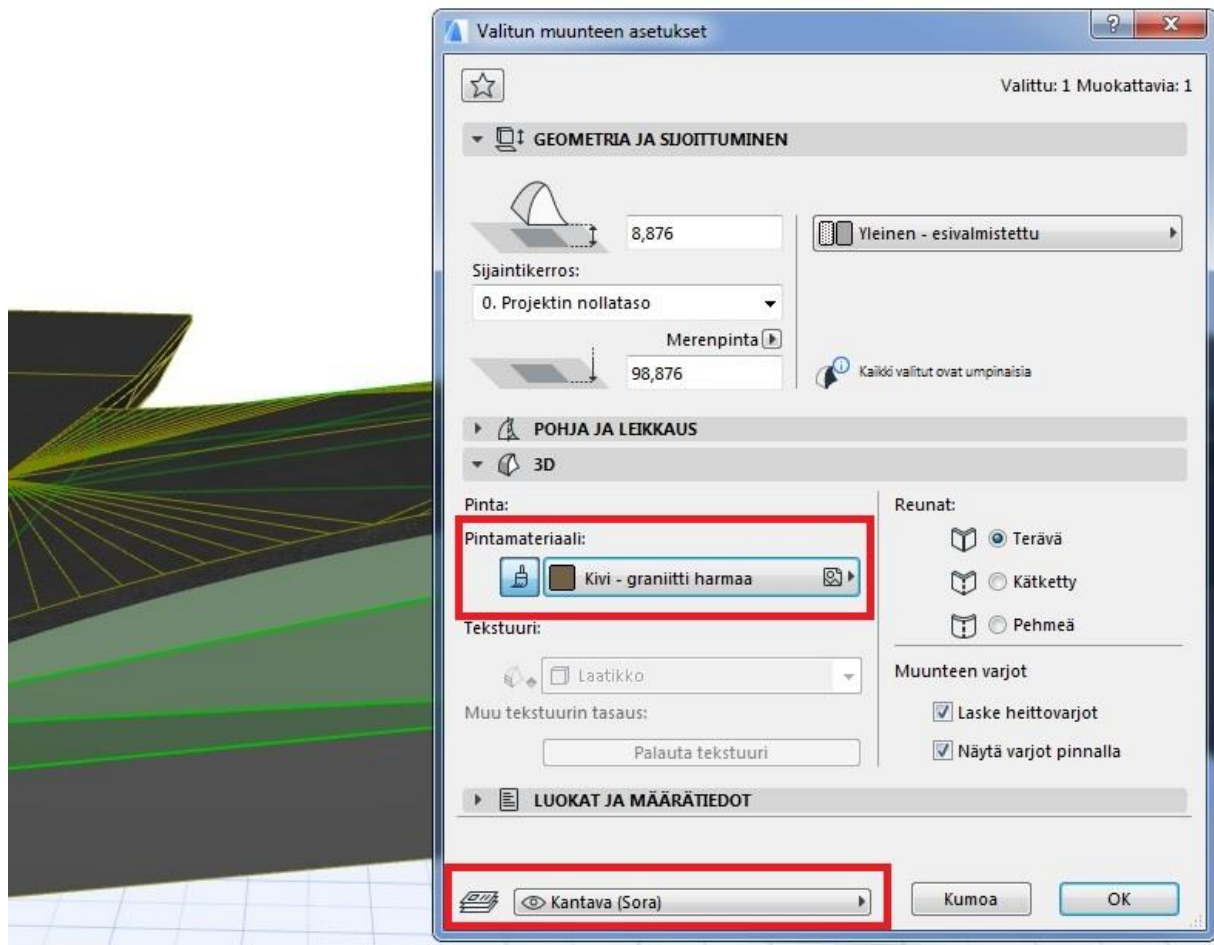 Valitun muunteen asetukset
Valittu: 1 Muokattavia: 1
GEOMETRIA JA SIJOITTUMINEN
8,876
Yleinen - esivalmistettu
Sijaintikerros:
0. Projektin nollataso
Merenpinta
98,876
Kaikki valitut ovat umpinaisia
POHJA JA LEIKKAUS
3D
Pinta:
Reunat:
Pintamateriaali:
Terävä
Kivi - graniitti harmaa
Kätketty
Tekstuuri:
Pehmeä
Laatikko
Muunteen varjot
Muu tekstuurin tasaus:
Laske heittovarjot
Palauta tekstuuri
Näytä varjot pinnalla
LUOKAT JA MÄÄRÄTIEDOT
Kantava (Sora)
Kumoa
OK